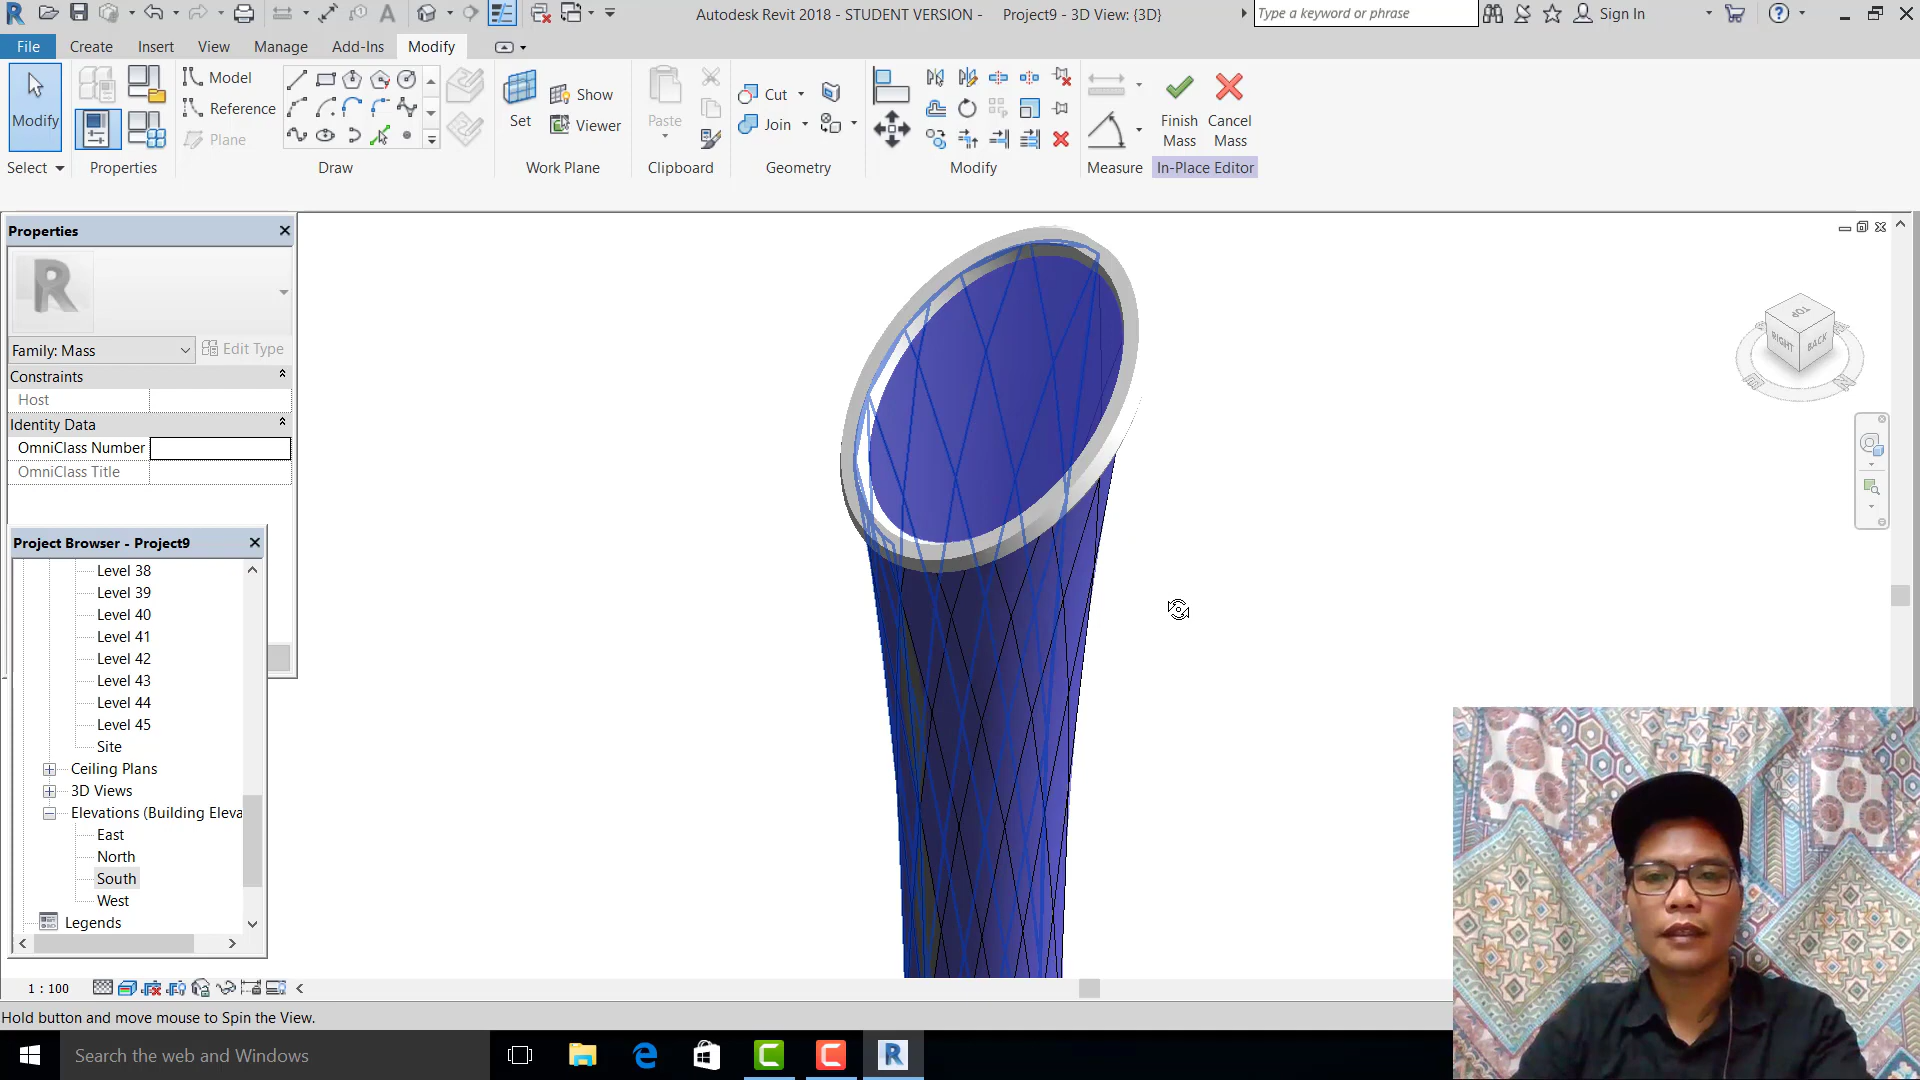 Autodesk Revit 2018 - STUDENT VERSION - Project9 - 3D View: {3D}
Type a keyword or phrase
Sign In
File Create Insert View Manage Add-Ins Modify
Modify
Select
Properties
Model
Reference
Plane
Draw
Set
Show
Viewer
Work Plane
Paste
Clipboard
Cut
Join
Geometry
Modify
Measure
Finish Mass
Cancel Mass
In-Place Editor
Properties
R
Family: Mass
Edit Type
Constraints
Host
Identity Data
OmniClass Number
OmniClass Title
Project Browser - Project9
Level 38
Level 39
Level 40
Level 41
Level 42
Level 43
Level 44
Level 45
Site
Ceiling Plans
3D Views
Elevations (Building Eleva
East
North
South
West
Legends
TOP
RIGHT
BACK
1 : 100
Hold button and move mouse to Spin the View.
Search the web and Windows